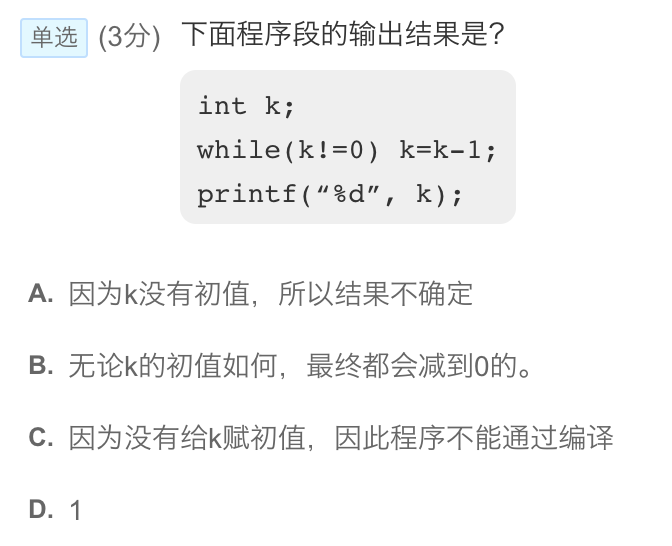 单选 (3分) 下面程序段的输出结果是?
int k;
while(k!=0) k=k-1;
printf(“%d”, k);
A. 因为k没有初值，所以结果不确定
B. 无论k的初值如何，最终都会减到0的。
C. 因为没有给k赋初值，因此程序不能通过编译
D. 1